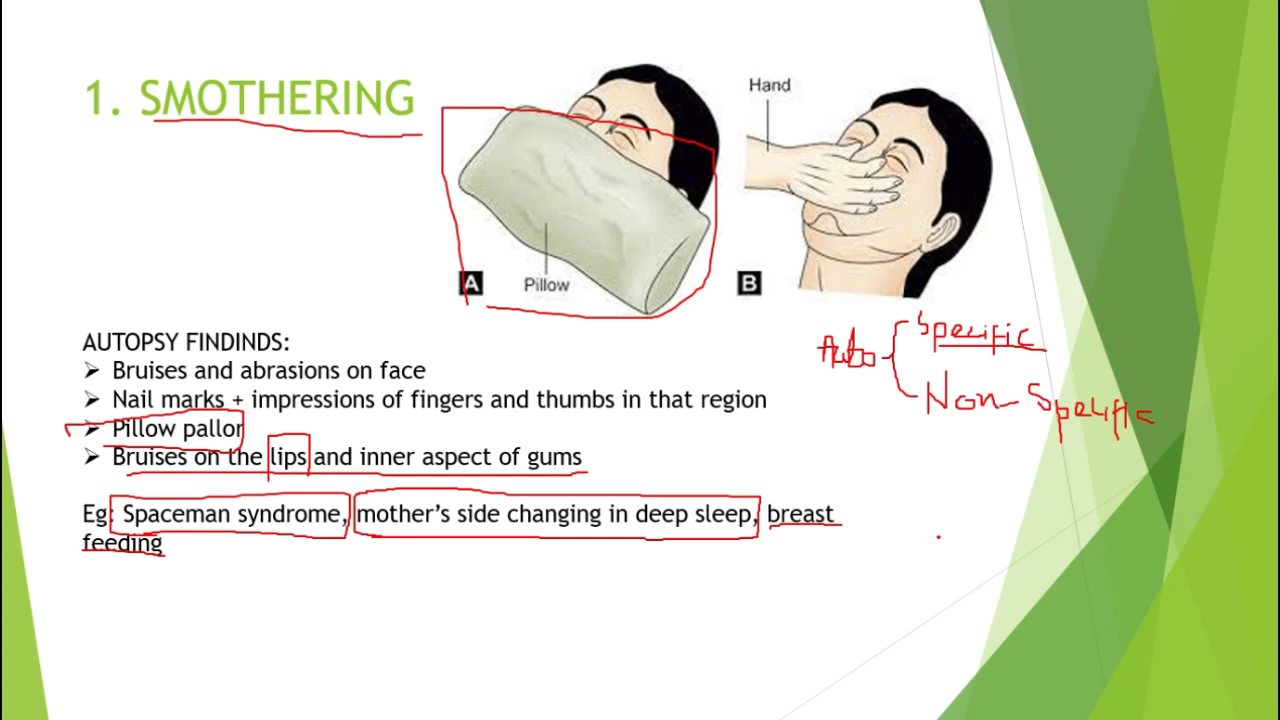 1. SMOTHERING
Hand
A
Pillow
B
AUTOPSY FINDINDS:
➤ Bruises and abrasions on face
➤ Nail marks + impressions of fingers and thumbs in that region
➤ Pillow pallor
➤ Bruises on the lips and inner aspect of gums
Eg: Spaceman syndrome, mother's side changing in deep sleep, breast
feeding
Specific
Non-Specific